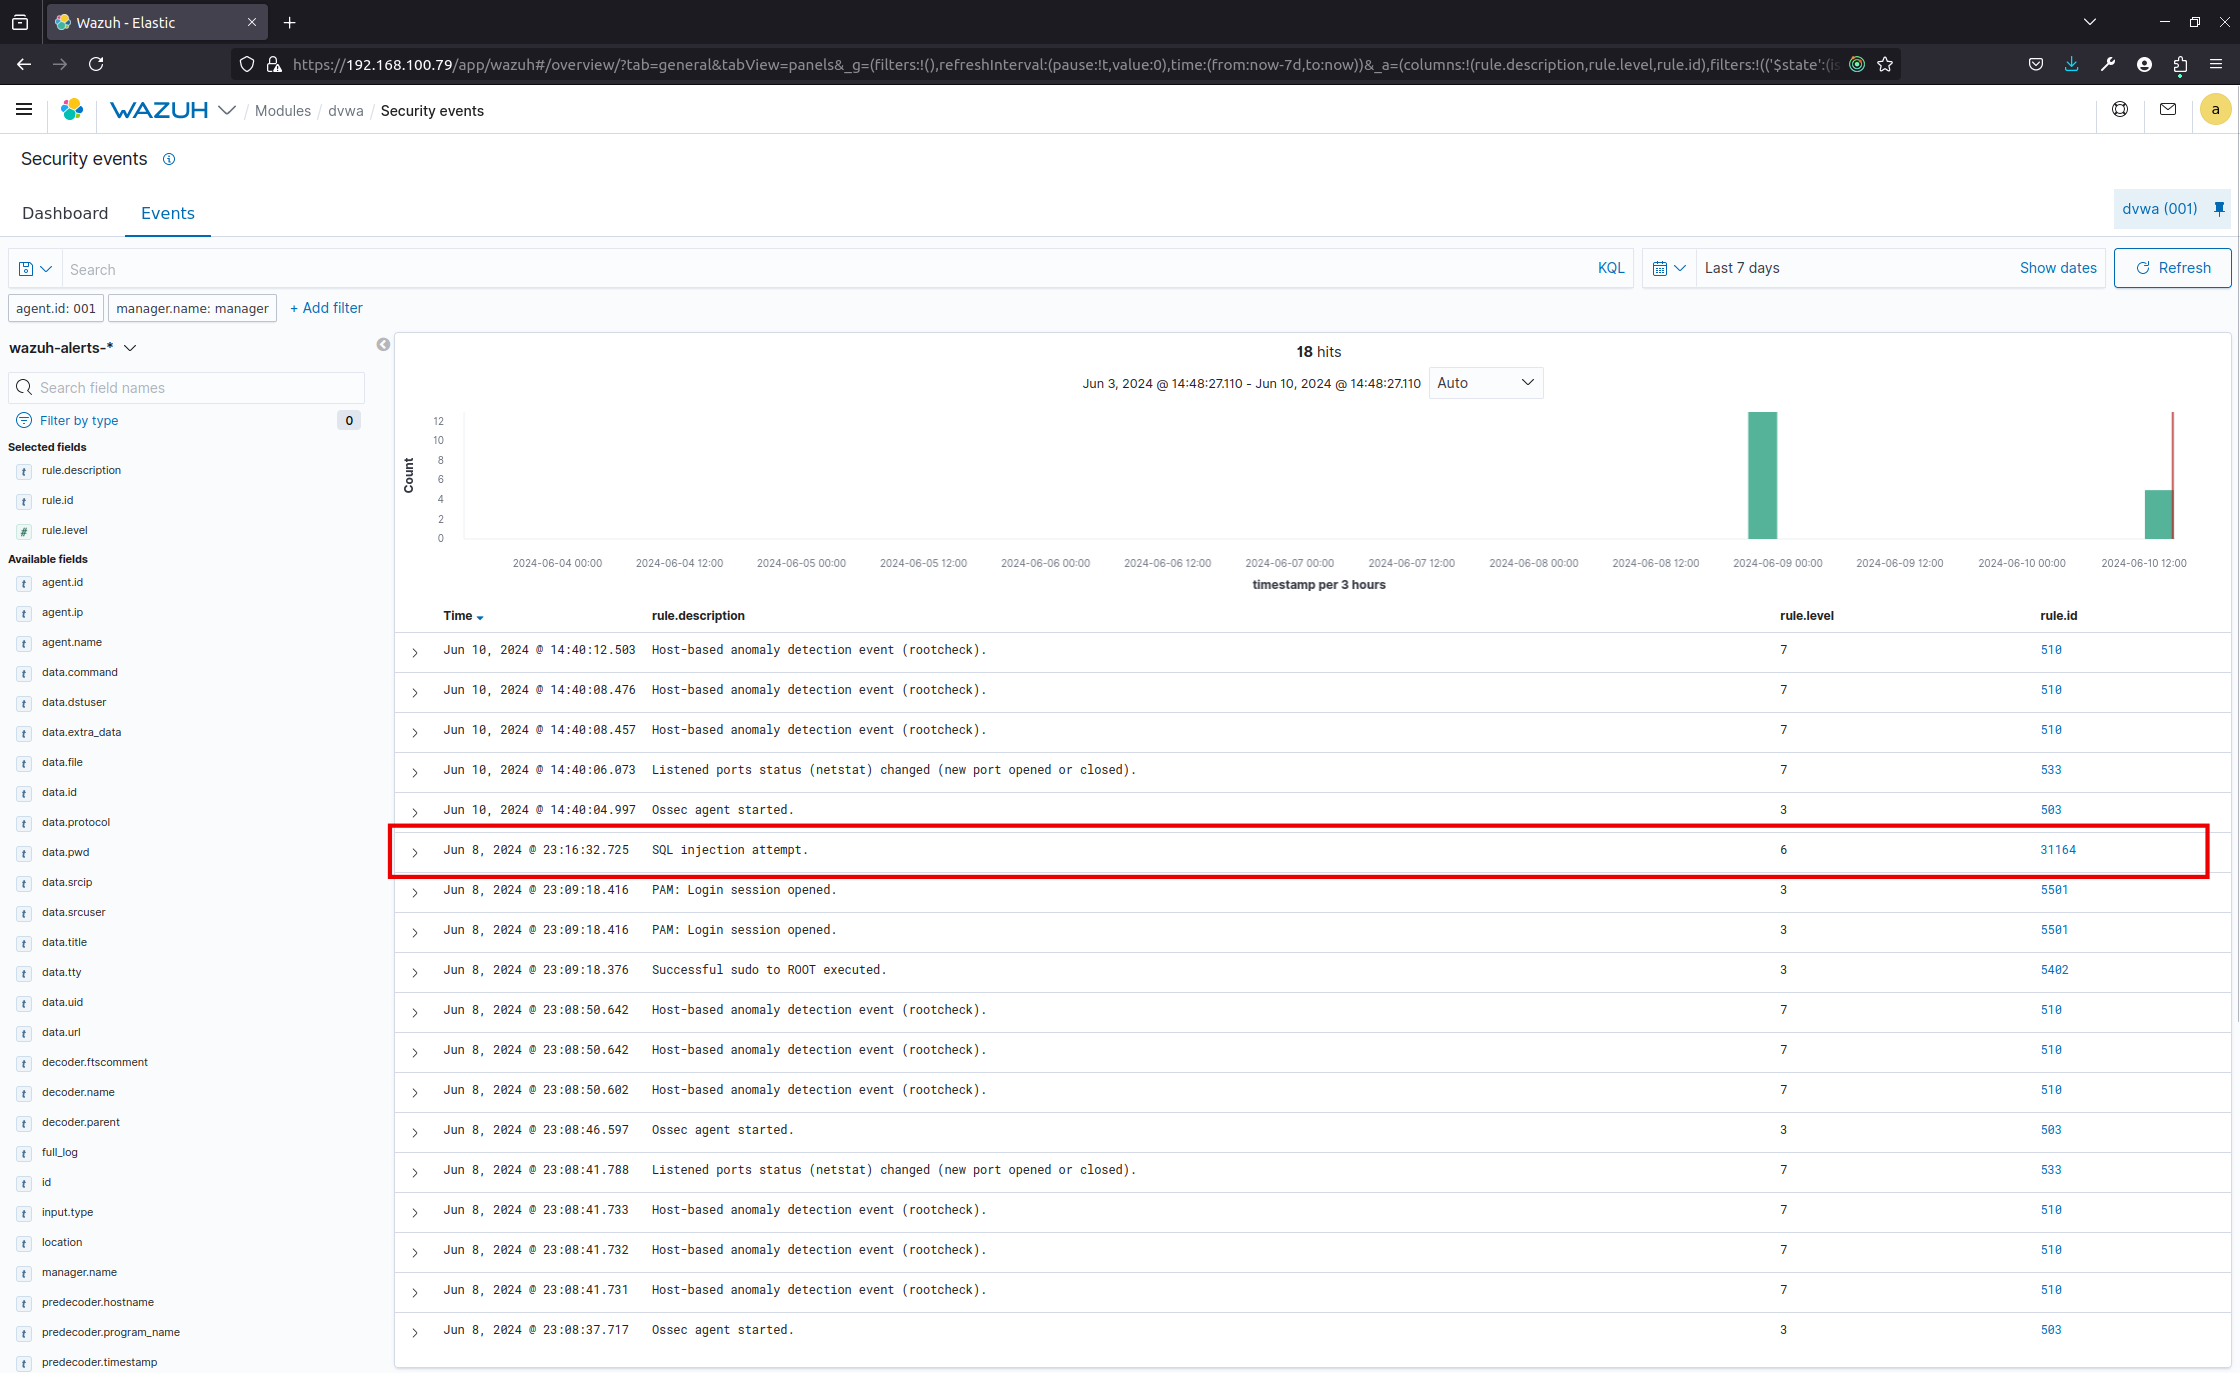 Wazuh - Elastic
https://192.168.100.79/app/wazuh#/overview/?tab=general&tabView=panels&_g=(filters:!(),refreshInterval:(pause:!t,value:0),time:(from:now-7d,to:now))&_a=(columns:!(rule.description,rule.level,rule.id),filters:!(('$state':(is
WAZUH / Modules / dvwa / Security events
a
Security events
Dashboard Events
dvwa (001)
Search KQL
Last 7 days Show dates Refresh
agent.id: 001 manager.name: manager + Add filter
wazuh-alerts-*
Search field names
Filter by type 0
Selected fields
t rule.description
t rule.id
# rule.level
Available fields
t agent.id
t agent.ip
t agent.name
t data.command
t data.dstuser
t data.extra_data
t data.file
t data.id
t data.protocol
t data.pwd
t data.srcip
t data.srcuser
t data.title
t data.tty
t data.uid
t data.url
t decoder.ftscomment
t decoder.name
t decoder.parent
t full_log
t id
t input.type
t location
t manager.name
t predecoder.hostname
t predecoder.program_name
t predecoder.timestamp
18 hits
Jun 3, 2024 @ 14:48:27.110 - Jun 10, 2024 @ 14:48:27.110 Auto
Count
12
10
8
6
4
2
0
2024-06-04 00:00 2024-06-04 12:00 2024-06-05 00:00 2024-06-05 12:00 2024-06-06 00:00 2024-06-06 12:00 2024-06-07 00:00 2024-06-07 12:00 2024-06-08 00:00 2024-06-08 12:00 2024-06-09 00:00 2024-06-09 12:00 2024-06-10 00:00 2024-06-10 12:00
timestamp per 3 hours
Time rule.description rule.level rule.id
Jun 10, 2024 @ 14:40:12.503 Host-based anomaly detection event (rootcheck). 7 510
Jun 10, 2024 @ 14:40:08.476 Host-based anomaly detection event (rootcheck). 7 510
Jun 10, 2024 @ 14:40:08.457 Host-based anomaly detection event (rootcheck). 7 510
Jun 10, 2024 @ 14:40:06.073 Listened ports status (netstat) changed (new port opened or closed). 7 533
Jun 10, 2024 @ 14:40:04.997 Ossec agent started. 3 503
Jun 8, 2024 @ 23:16:32.725 SQL injection attempt. 6 31164
Jun 8, 2024 @ 23:09:18.416 PAM: Login session opened. 3 5501
Jun 8, 2024 @ 23:09:18.416 PAM: Login session opened. 3 5501
Jun 8, 2024 @ 23:09:18.376 Successful sudo to ROOT executed. 3 5402
Jun 8, 2024 @ 23:08:50.642 Host-based anomaly detection event (rootcheck). 7 510
Jun 8, 2024 @ 23:08:50.642 Host-based anomaly detection event (rootcheck). 7 510
Jun 8, 2024 @ 23:08:50.602 Host-based anomaly detection event (rootcheck). 7 510
Jun 8, 2024 @ 23:08:46.597 Ossec agent started. 3 503
Jun 8, 2024 @ 23:08:41.788 Listened ports status (netstat) changed (new port opened or closed). 7 533
Jun 8, 2024 @ 23:08:41.733 Host-based anomaly detection event (rootcheck). 7 510
Jun 8, 2024 @ 23:08:41.732 Host-based anomaly detection event (rootcheck). 7 510
Jun 8, 2024 @ 23:08:41.731 Host-based anomaly detection event (rootcheck). 7 510
Jun 8, 2024 @ 23:08:37.717 Ossec agent started. 3 503